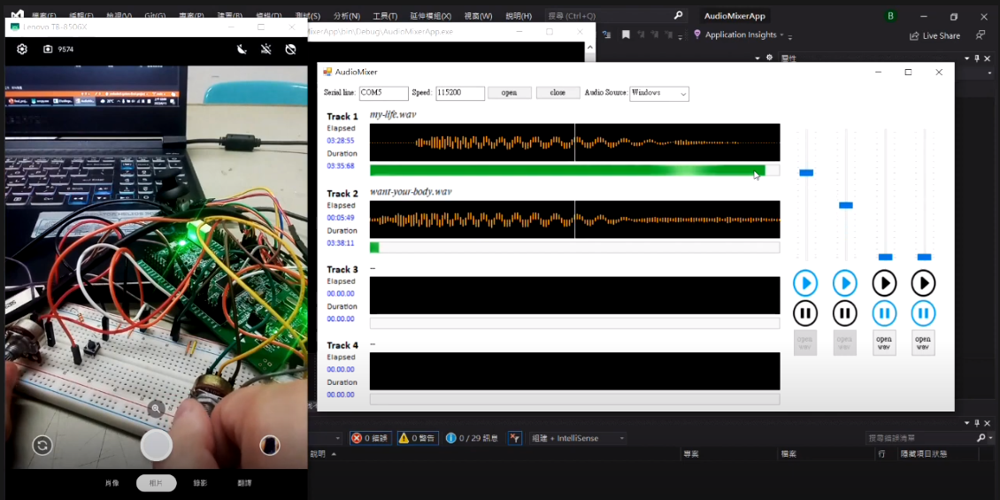 檔案(F) 編輯(E) 檢視(V) Git(G) 專案(P) 建置(B) 偵錯(D) 測試(S) 分析(N) 工具(T) 延伸模組(X) 視窗(W) 說明(H) 搜尋 (Ctrl+Q) AudioMixerApp B
Lenovo TB-8506X
MixerApp\bin\Debug\AudioMixerApp.exe
Application Insights
Live Share
9574
屬性
AudioMixer
Serial line: COM5 Speed: 115200 open close Audio Source: Windows
Track 1 my-life.wav
Elapsed
03:28:55
Duration
03:35:68
Track 2 want-your-body.wav
Elapsed
00:05:49
Duration
03:38:11
Track 3 --
Elapsed
00.00.00
Duration
00.00.00
Track 4 --
Elapsed
00.00.00
Duration
00.00.00
open wav open wav open wav open wav
0 錯誤 0 警告 0 / 29 訊息 組建 + IntelliSense 搜尋錯誤清單
說明 專案 檔案 行 隱藏項目狀態
肖像 相片 錄影 翻譯